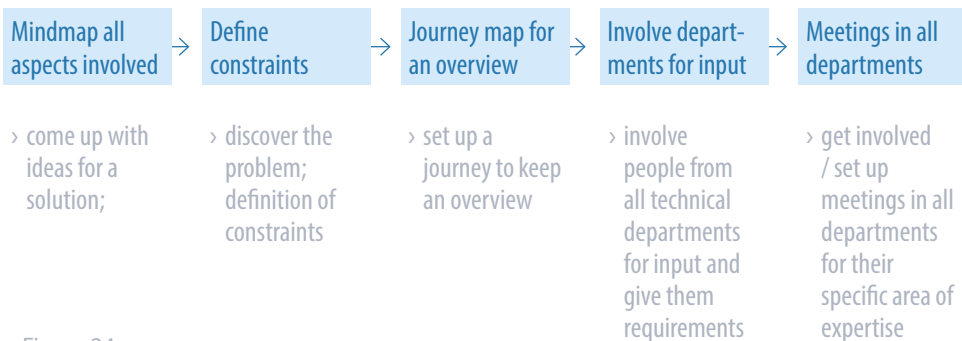 Mindmap all
aspects involved
Define
constraints
Journey map for
an overview
Involve depart-
ments for input
Meetings in all
departments
› come up with
ideas for a
solution;
› discover the
problem;
definition of
constraints
› set up a
journey to keep
an overview
› involve
people from
all technical
departments
for input and
give them
requirements
› get involved
/ set up
meetings in all
departments
for their
specific area of
expertise